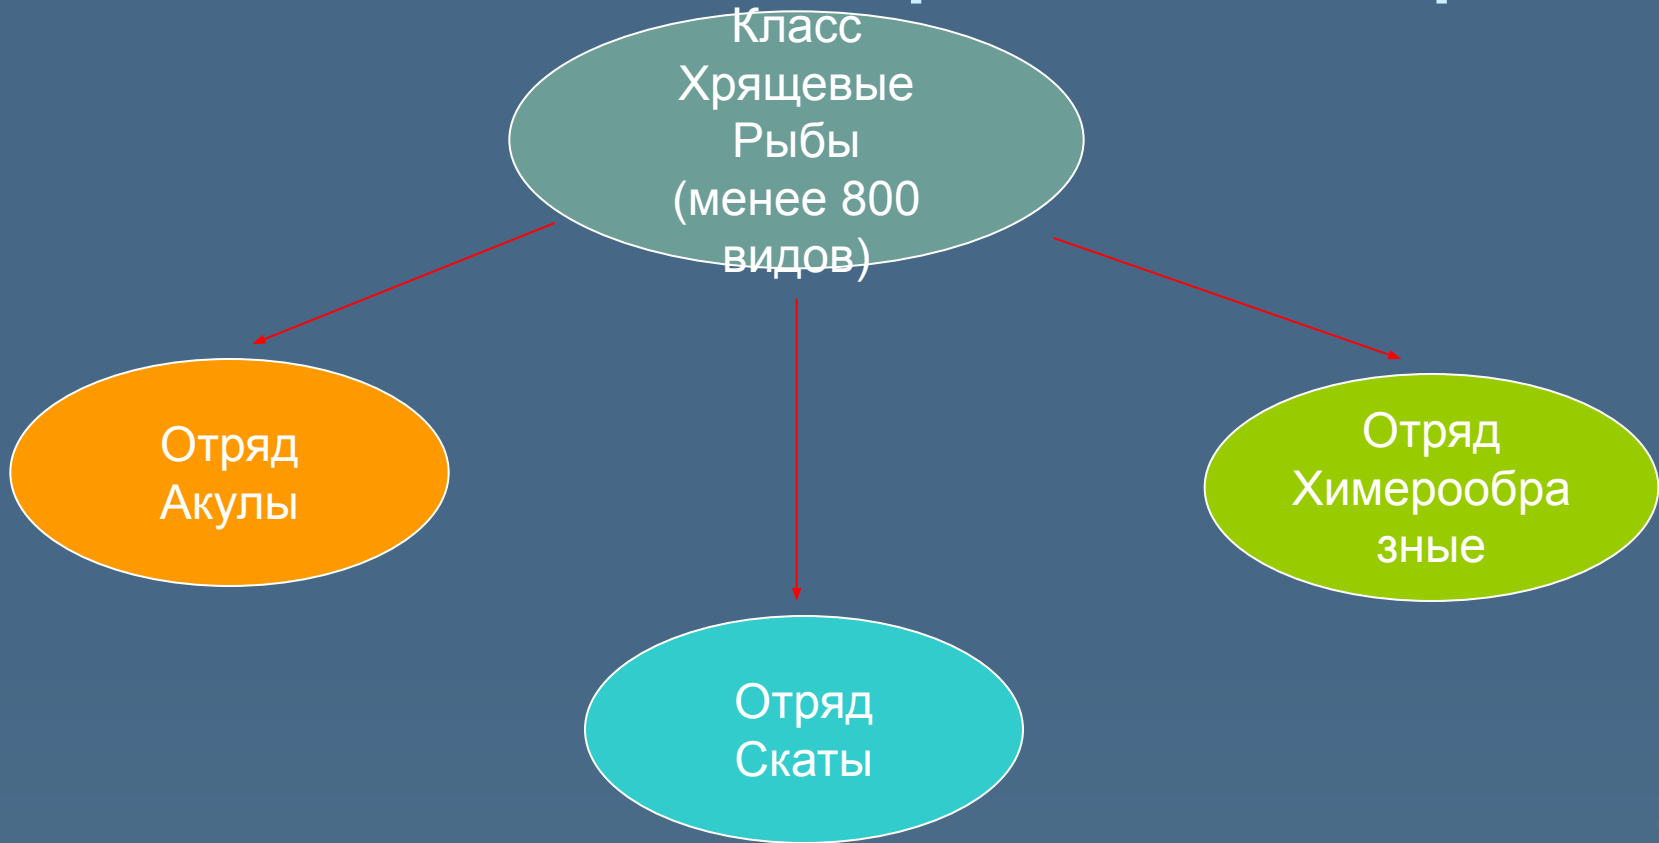 Класс
Хрящевые
Рыбы
(менее 800
видов)
Отряд
Акулы
Отряд
Химерообра
зные
Отряд
Скаты